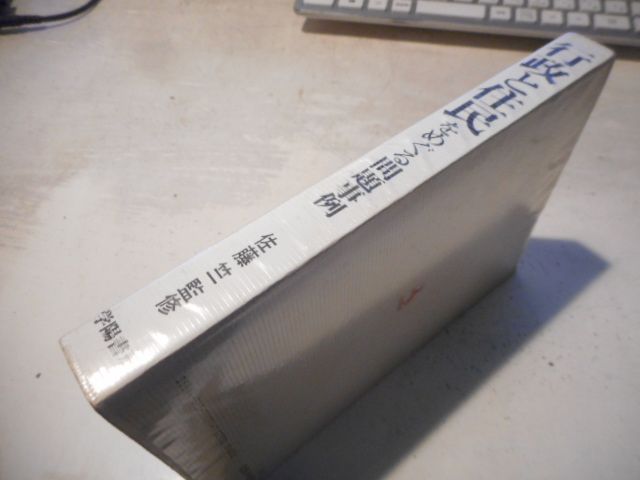 行政と住民をめぐる問題事例
佐藤竺監修
学陽書